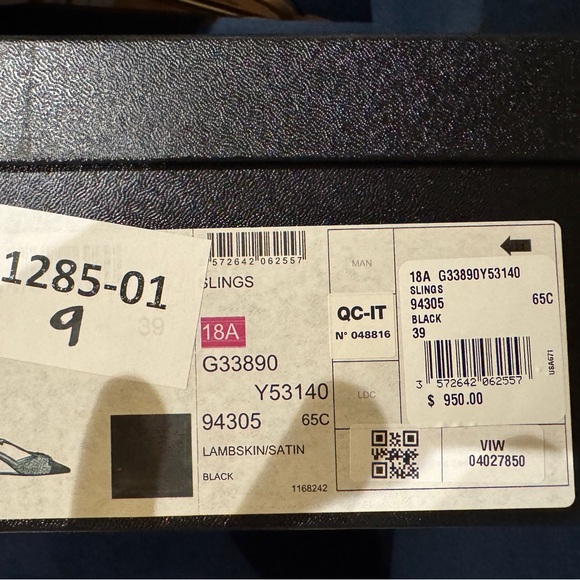 1285-01
9
39
572642 062557
SLINGS
18A
G33890
Y53140
94305 65C
LAMBSKIN/SATIN
BLACK
1168242
MAN
QC-IT
N° 048816
LDC
18A G33890Y53140
SLINGS
94305 65C
BLACK
39
3 572642 062557
USA671
$ 950.00
VIW
04027850